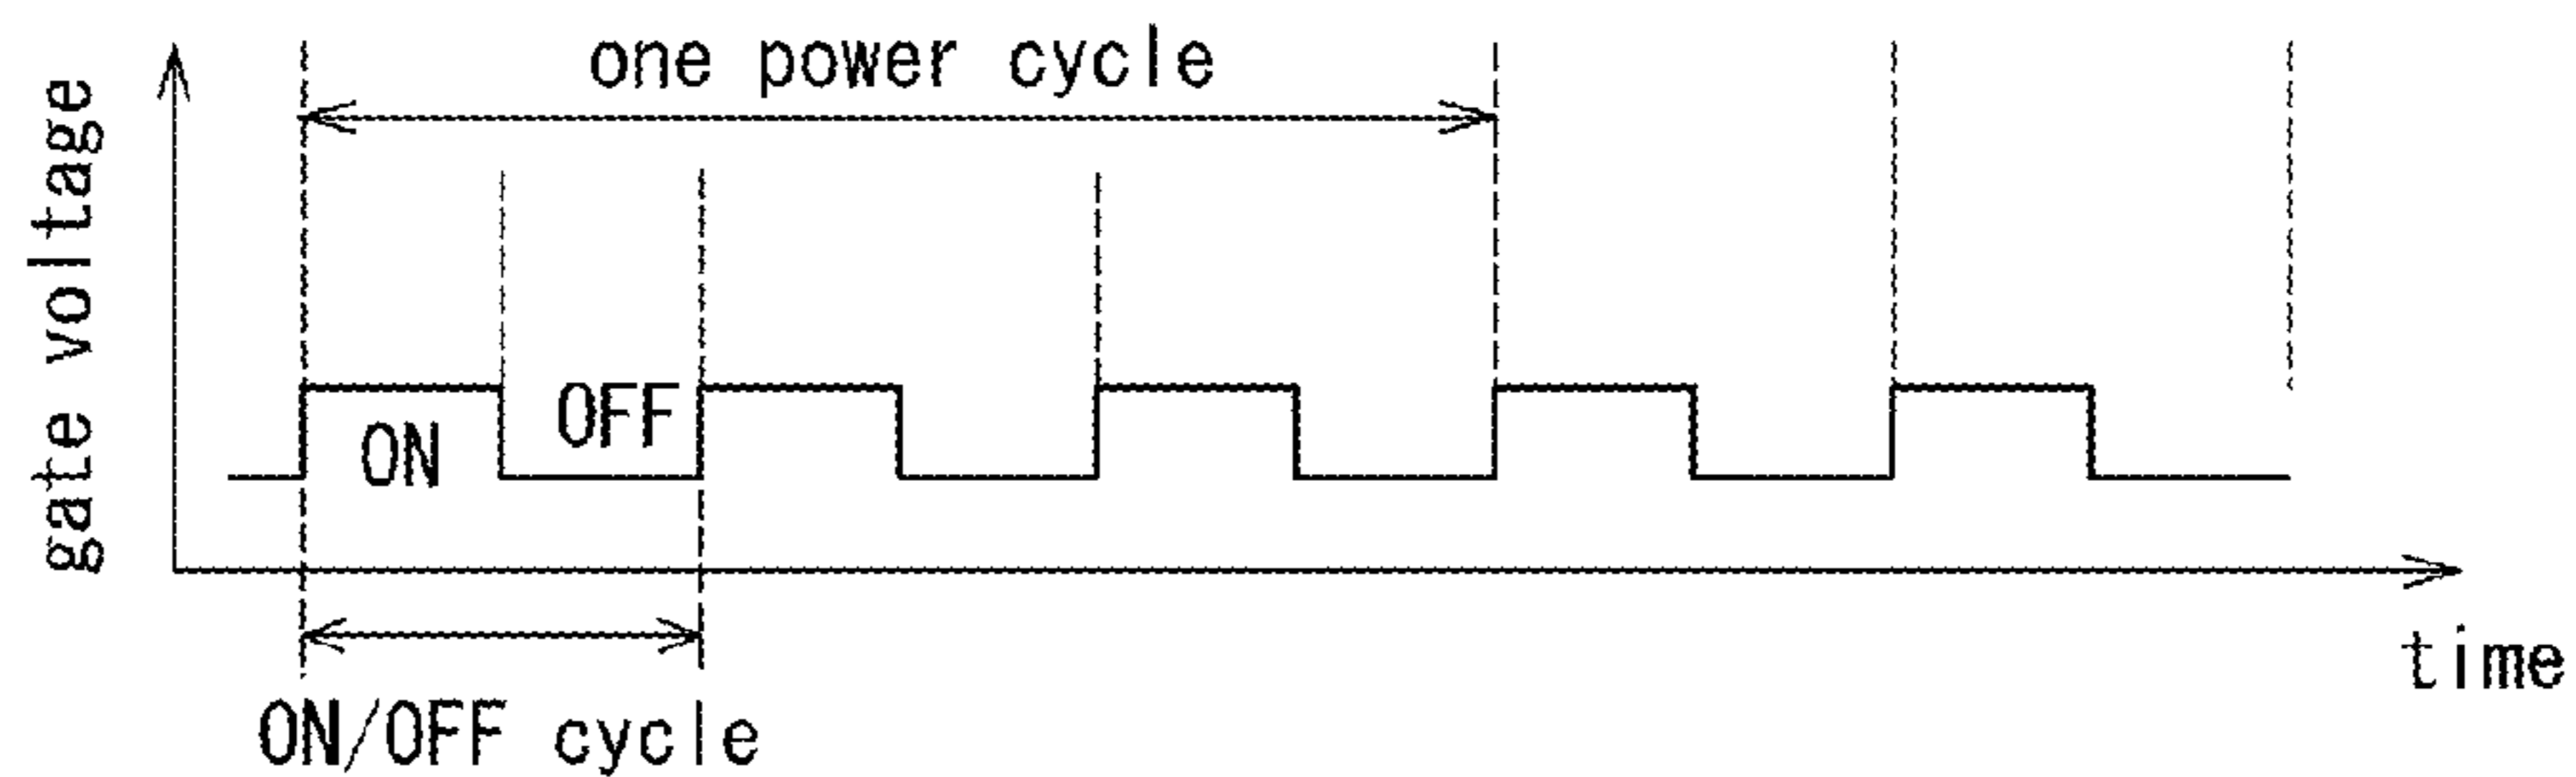 one power cycle
gate voltage
ON
OFF
time
ON/OFF cycle